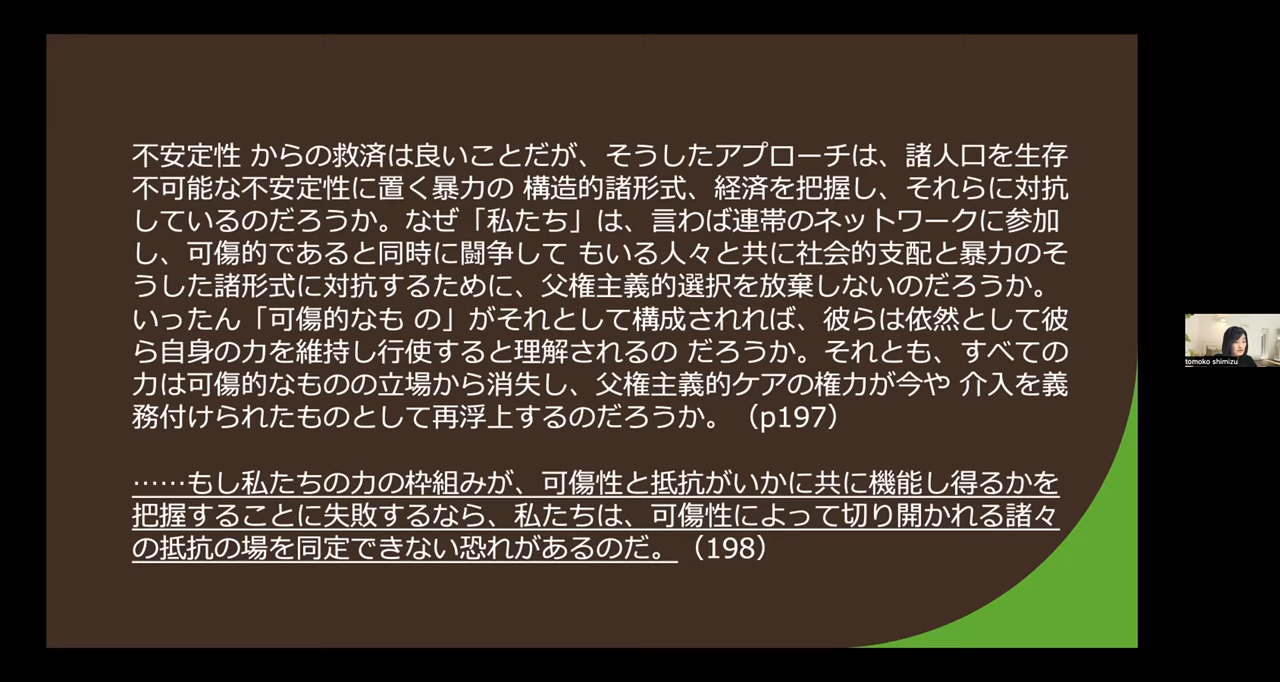 不安定性 からの救済は良いことだが、そうしたアプローチは、諸人口を生存
不可能な不安定性に置く暴力の 構造的諸形式、経済を把握し、それらに対抗
しているのだろうか。なぜ「私たち」は、言わば連帯のネットワークに参加
し、可傷的であると同時に闘争して もいる人々と共に社会的支配と暴力のそ
うした諸形式に対抗するために、父権主義的選択を放棄しないのだろうか。
いったん「可傷的なも の」がそれとして構成されれば、彼らは依然として彼
ら自身の力を維持し行使すると理解されるの だろうか。それとも、すべての
力は可傷的なものの立場から消失し、父権主義的ケアの権力が今や 介入を義
務付けられたものとして再浮上するのだろうか。（p197）
……もし私たちの力の枠組みが、可傷性と抵抗がいかに共に機能し得るかを
把握することに失敗するなら、私たちは、可傷性によって切り開かれる諸々
の抵抗の場を同定できない恐れがあるのだ。（198）
tomoko shimizu